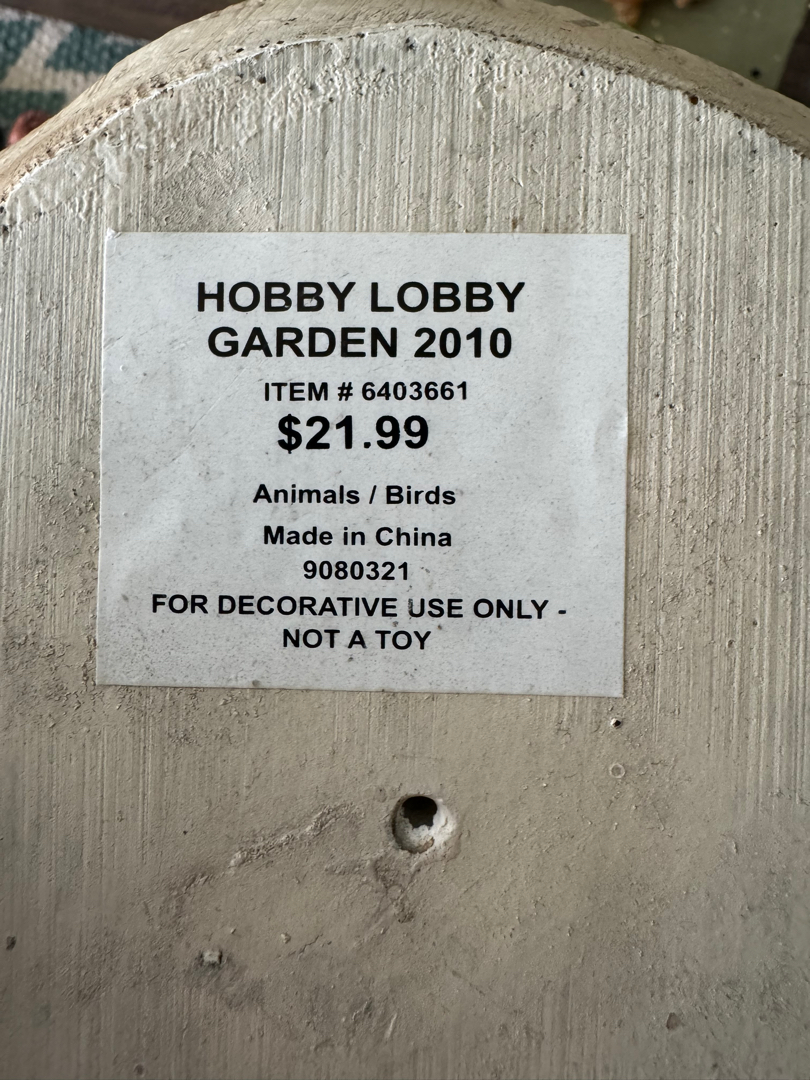 HOBBY LOBBY
GARDEN 2010
ITEM # 6403661
$21.99
Animals / Birds
Made in China
9080321
FOR DECORATIVE USE ONLY -
NOT A TOY